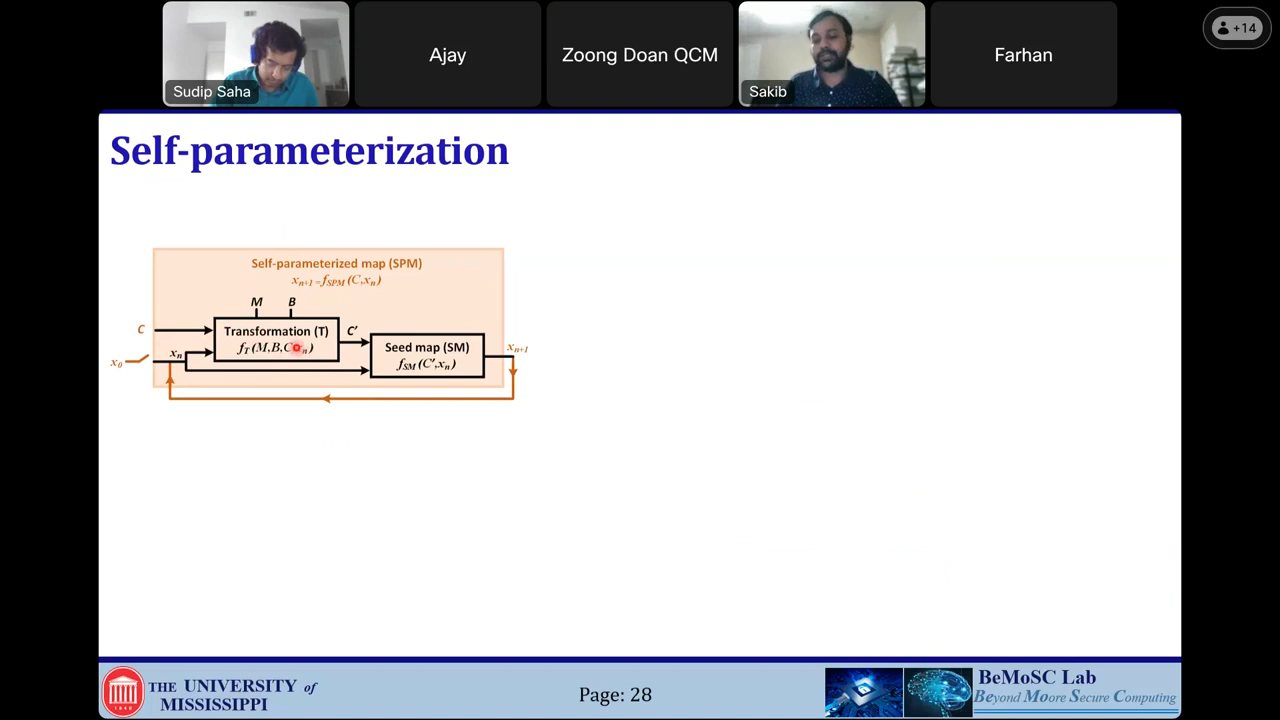 Sudip Saha
Ajay
Zoong Doan QCM
Sakib
Farhan
+14
Self-parameterization
Self-parameterized map (SPM)
xn+1=fSPM(C,xn)
M B
C
Transformation (T)
C'
fT(M,B,C
n)
Seed map (SM)
fSM(C',xn)
xn
x0
xn+1
THE UNIVERSITY of
MISSISSIPPI
Page: 28
BeMoSC Lab
Beyond Moore Secure Computing